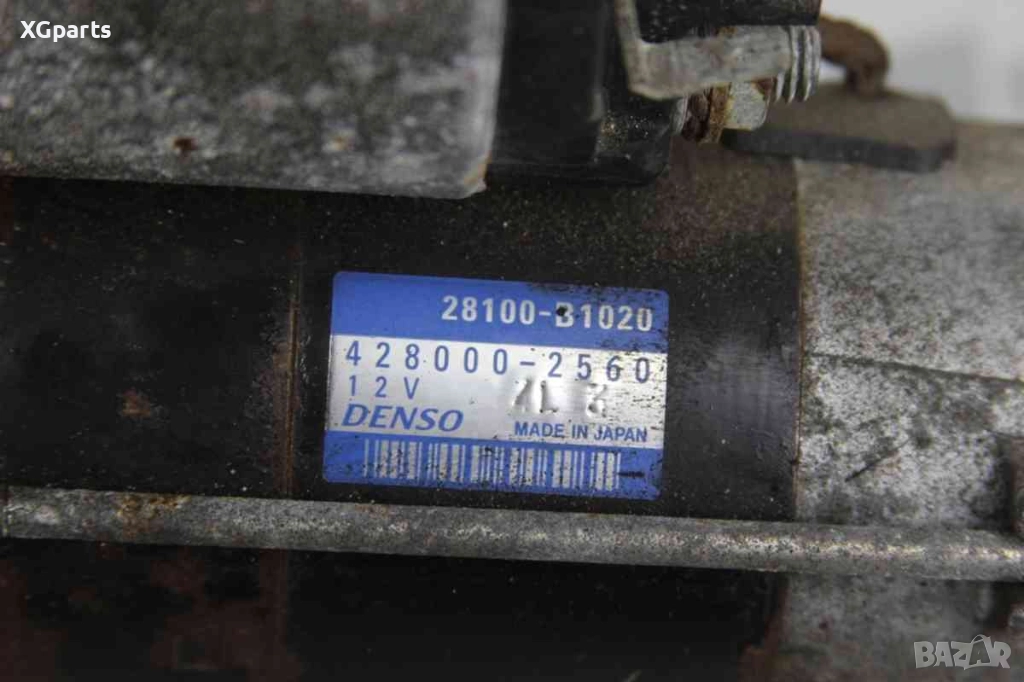 XGparts
28100-B1020
428000-2560
12V
DENSO
MADE IN JAPAN
BAZAR